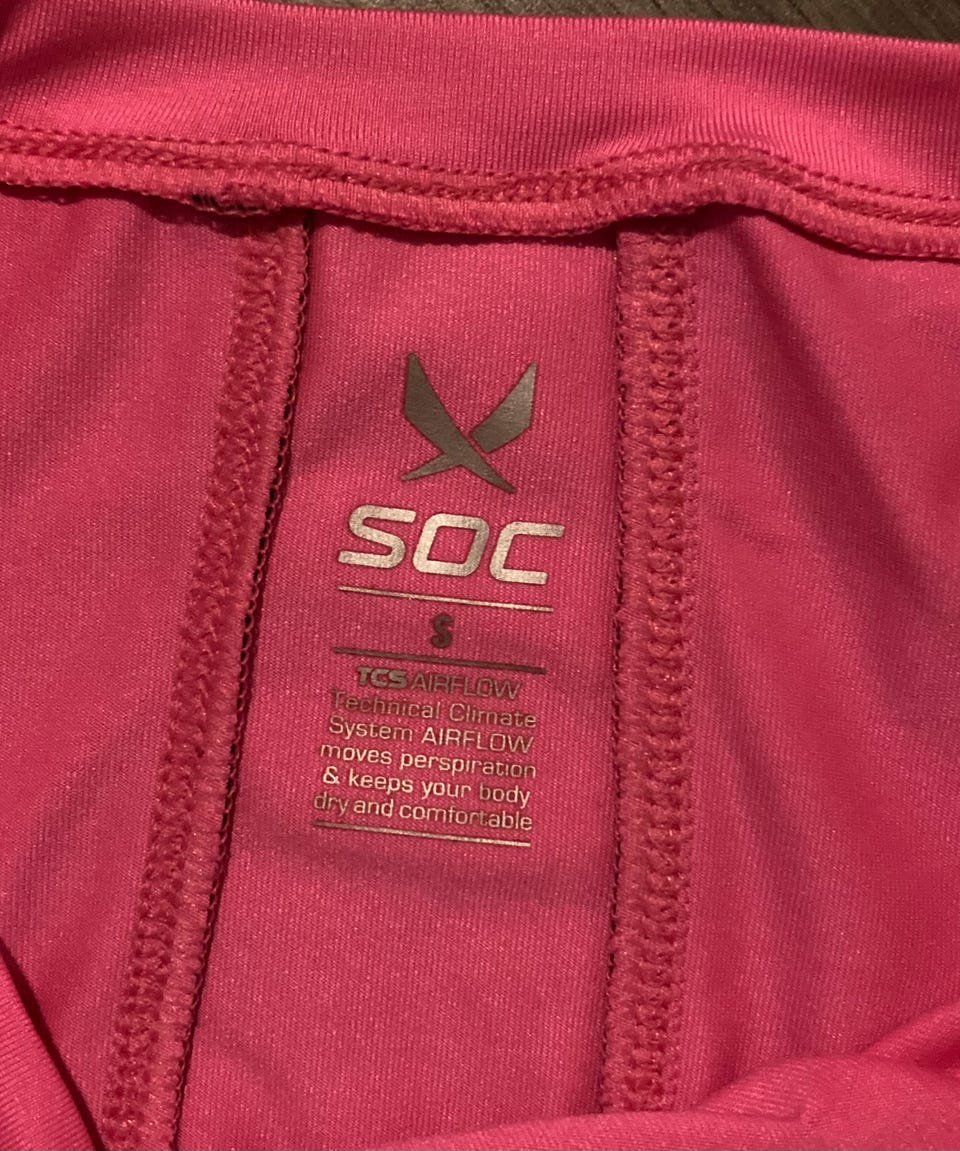 SOC
S
TCS AIRFLOW
Technical Climate
System AIRFLOW
moves perspiration
& keeps your body
dry and comfortable